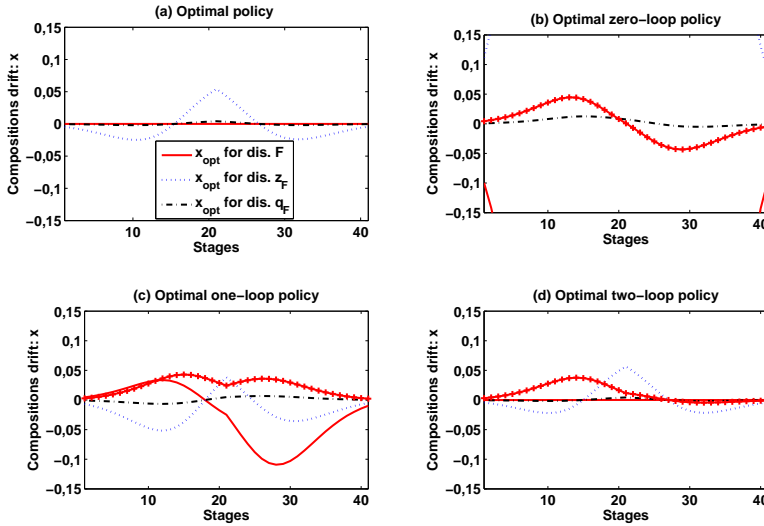 (a) Optimal policy
0,15
0,1
0,05
0
−0,05
−0,1
−0,15
Compositions drift: x
x_opt for dis. F
x_opt for dis. z_F
x_opt for dis. q_F
10 20 30 40
Stages
(b) Optimal zero−loop policy
0,15
0,1
0,05
0
−0,05
−0,1
−0,15
Compositions drift: x
10 20 30 40
Stages
(c) Optimal one−loop policy
0,15
0,1
0,05
0
−0,05
−0,1
−0,15
Compositions drift: x
10 20 30 40
Stages
(d) Optimal two−loop policy
0,15
0,1
0,05
0
−0,05
−0,1
−0,15
Compositions drift: x
10 20 30 40
Stages